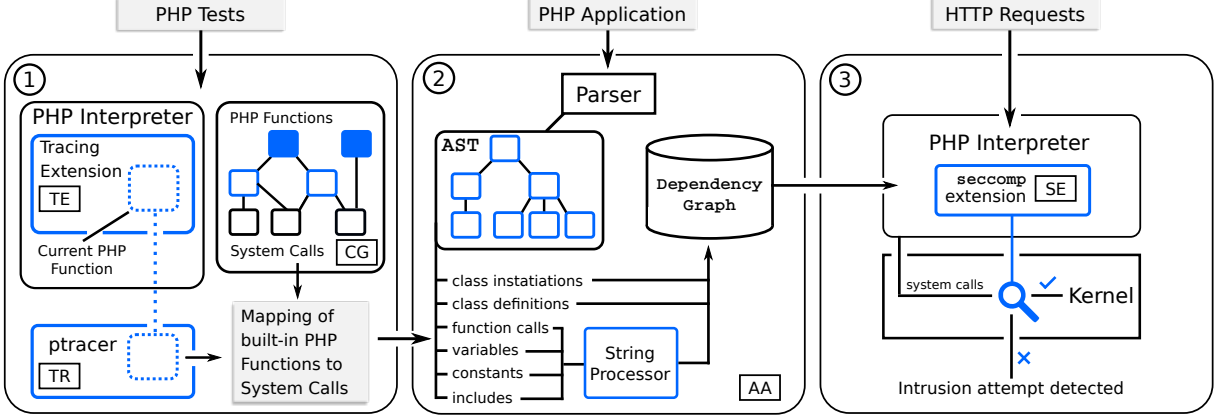 PHP Tests
PHP Application
HTTP Requests
1
PHP Interpreter
Tracing
Extension
TE
Current PHP
Function
ptracer
TR
PHP Functions
System Calls
CG
Mapping of
built-in PHP
Functions to
System Calls
2
Parser
AST
Dependency
Graph
class instatiations
class definitions
function calls
variables
constants
includes
String
Processor
AA
3
PHP Interpreter
seccomp
extension
SE
system calls
Kernel
Intrusion attempt detected